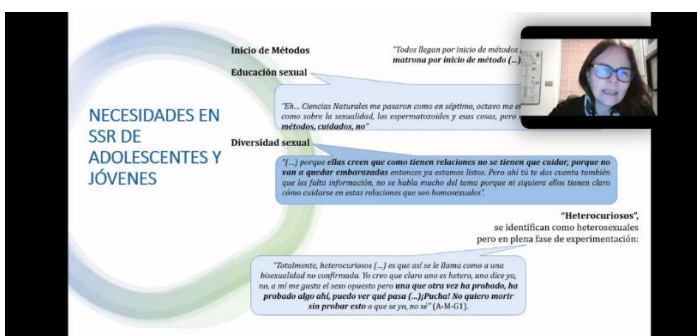 NECESIDADES EN
SSR DE
ADOLESCENTES Y
JÓVENES
Inicio de Métodos
"Todos llegan por inicio de métodos
matrona por inicio de método (...)
Educación sexual
"Eh... Ciencias Naturales me pasaron como en séptimo, octavo me
como sobre la sexualidad, los espermatozoides y esas cosas, pero
métodos, cuidados, no"
Diversidad sexual
"(...) porque ellas creen que como tienen relaciones no se tienen que cuidar, porque no
van a quedar embarazadas entonces ya estamos listos. Pero ahí tú te das cuenta también
que les falta información, no se habla mucho del tema porque ni siquiera ellos tienen claro
cómo cuidarse en estas relaciones que son homosexuales".
"Heterocuriosos",
se identifican como heterosexuales
pero en plena fase de experimentación:
"Totalmente, heterocuriosos (...) es que así se le llama como a una
bisexualidad no confirmada. Yo creo que claro uno es hetero, uno dice ya,
no, a mí me gusta el sexo opuesto pero una que otra vez ha probado, ha
probado algo ahí, puedo ver qué pasa (...)¡Pucha! No quiero morir
sin probar esto o que se yo, no sé" (A-M-G1).